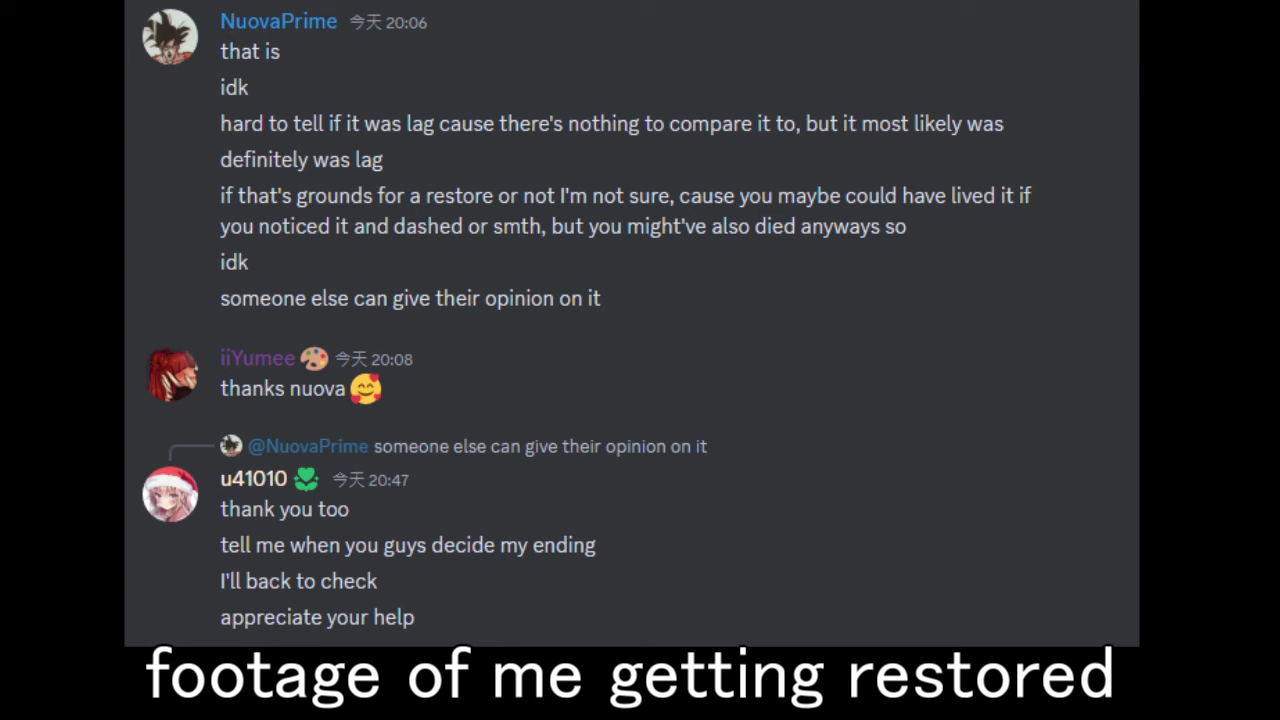 NuovaPrime 今天 20:06
that is
idk
hard to tell if it was lag cause there's nothing to compare it to, but it most likely was
definitely was lag
if that's grounds for a restore or not I'm not sure, cause you maybe could have lived it if
you noticed it and dashed or smth, but you might've also died anyways so
idk
someone else can give their opinion on it
iiYumee 今天 20:08
thanks nuova
@NuovaPrime someone else can give their opinion on it
u41010 今天 20:47
thank you too
tell me when you guys decide my ending
I'll back to check
appreciate your help
footage of me getting restored